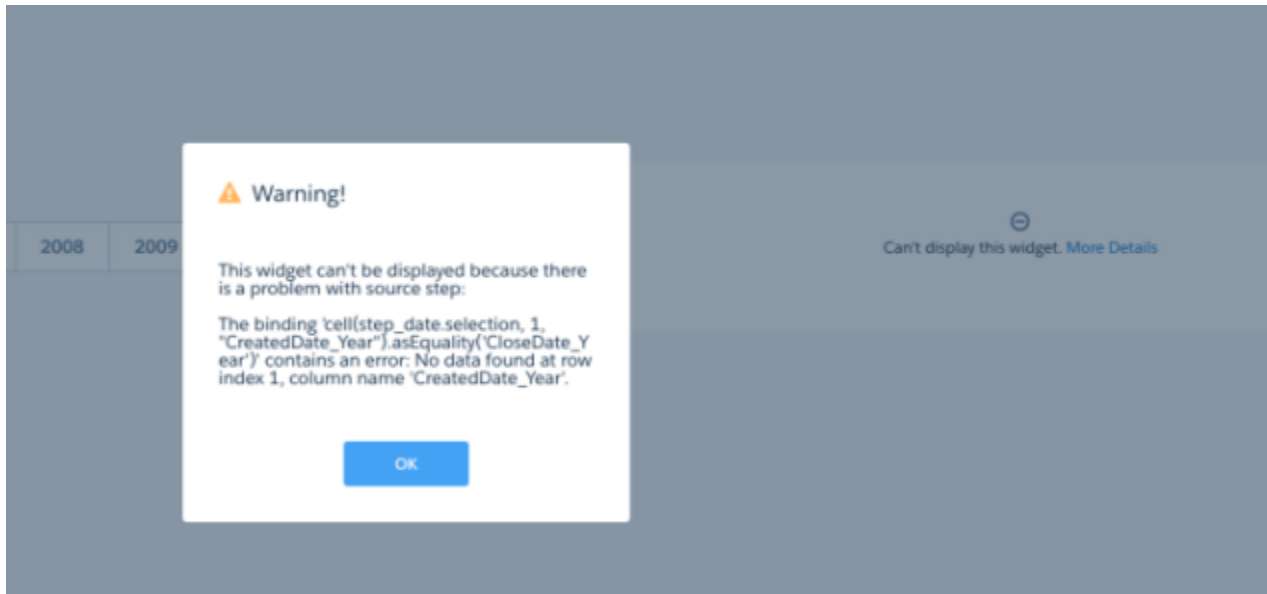 Warning!
2008 2009
Can't display this widget. More Details
This widget can't be displayed because there
is a problem with source step:
The binding 'cell(step_date.selection, 1,
"CreatedDate_Year").asEquality('CloseDate_Y
ear')' contains an error: No data found at row
index 1, column name 'CreatedDate_Year'.
OK